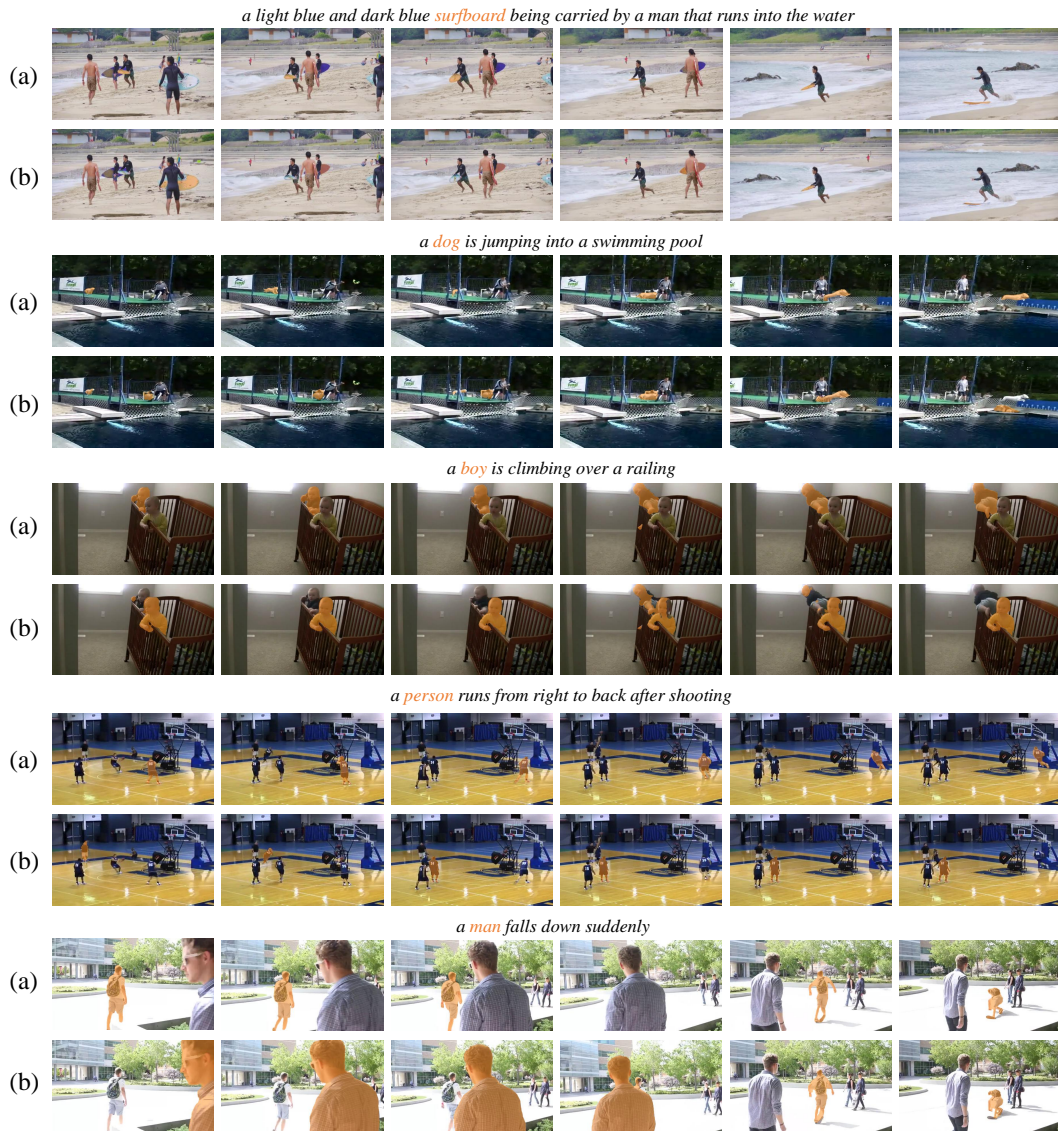 a light blue and dark blue surfboard being carried by a man that runs into the water
(a)
(b)
a dog is jumping into a swimming pool
(a)
(b)
a boy is climbing over a railing
(a)
(b)
a person runs from right to back after shooting
(a)
(b)
a man falls down suddenly
(a)
(b)